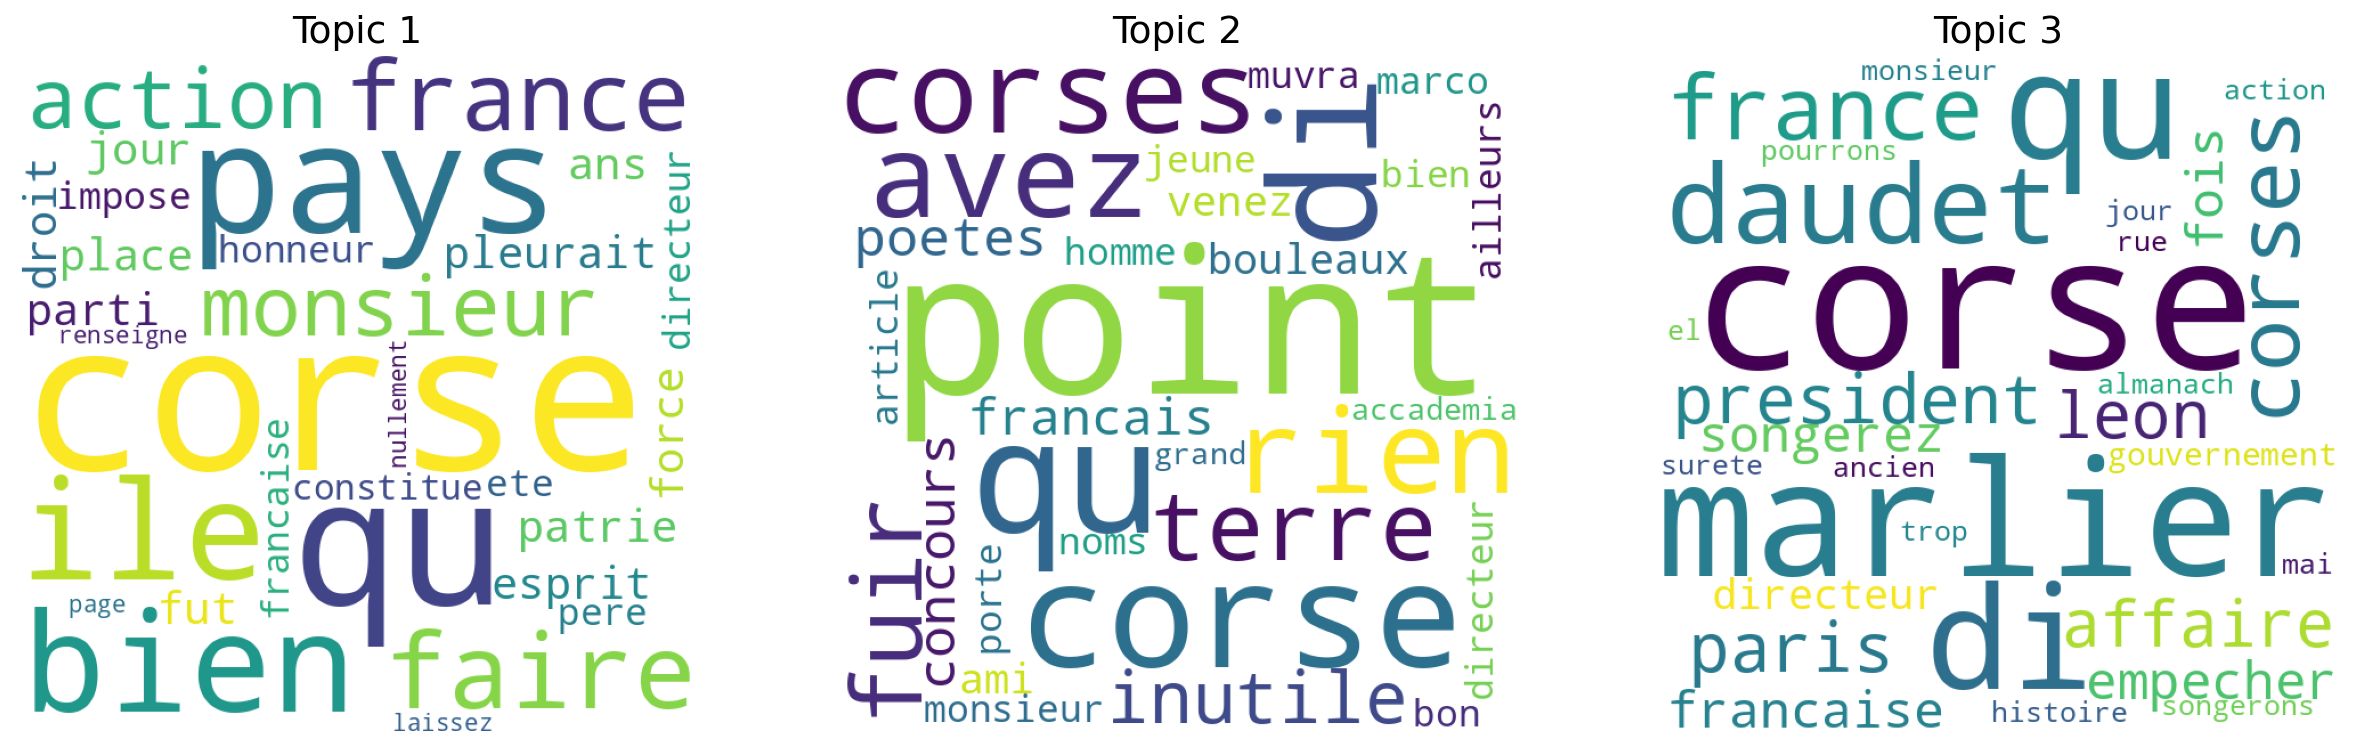 Topic 1
action france
jour
pays
ans
droit
impose
directeur
place
honneur
pleurait
parti
monsieur
renseigne
corse
nullement
force
francaise
ile
constitue
ete
qu
patrie
esprit
page
fut
pere
bien
faire
laissez
Topic 2
corses
muvra
marco
di
avez
jeune
bien
ailleurs
venez
poetes
homme
bouleaux
article
point
francais
accademia
rien
concours
qu
grand
fuir
terre
noms
directeur
porte
corse
ami
monsieur
inutile
bon
Topic 3
monsieur
france
qu
action
pourrons
fois
corses
daudet
jour
rue
corse
el
president
almanach
leon
songerez
surete
ancien
gouvernement
marlier
trop
mai
directeur
di
affaire
paris
empecher
francaise
histoire
songerons